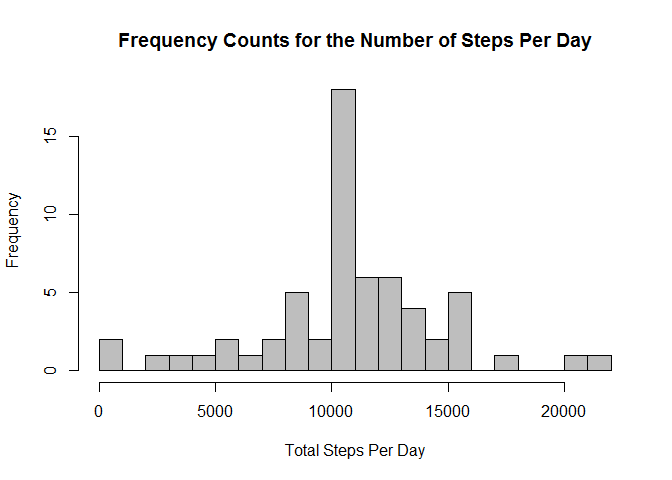 Frequency Counts for the Number of Steps Per Day
Frequency
15
10
5
0
0 5000 10000 15000 20000
Total Steps Per Day